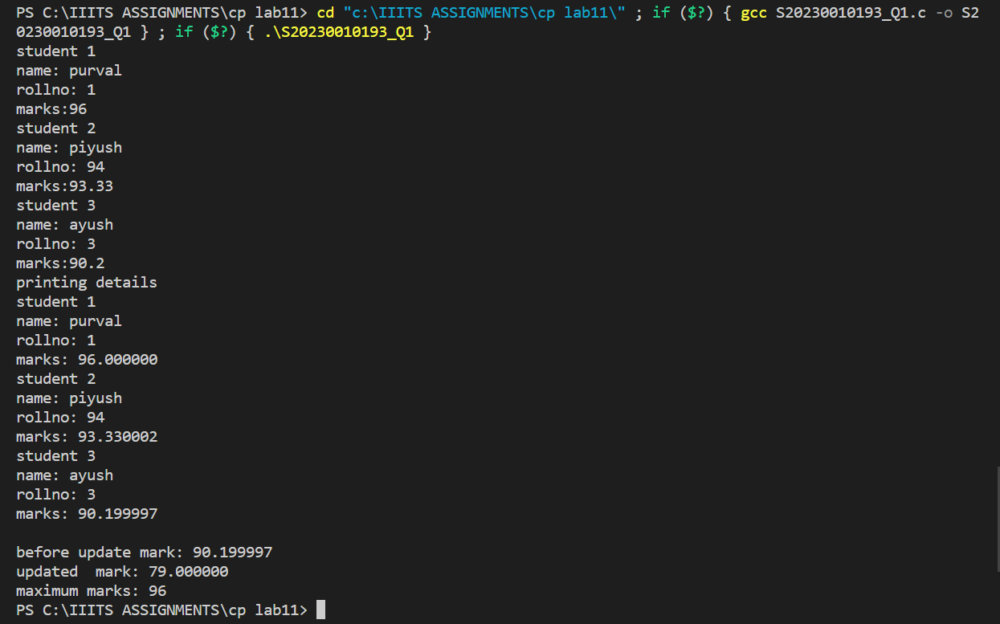 PS C:\IIITS ASSIGNMENTS\cp lab11> cd "c:\IIITS ASSIGNMENTS\cp lab11\" ; if ($?) { gcc S20230010193_Q1.c -o S2
0230010193_Q1 } ; if ($?) { .\S20230010193_Q1 }
student 1
name: purval
rollno: 1
marks:96
student 2
name: piyush
rollno: 94
marks:93.33
student 3
name: ayush
rollno: 3
marks:90.2
printing details
student 1
name: purval
rollno: 1
marks: 96.000000
student 2
name: piyush
rollno: 94
marks: 93.330002
student 3
name: ayush
rollno: 3
marks: 90.199997

before update mark: 90.199997
updated  mark: 79.000000
maximum marks: 96
PS C:\IIITS ASSIGNMENTS\cp lab11>